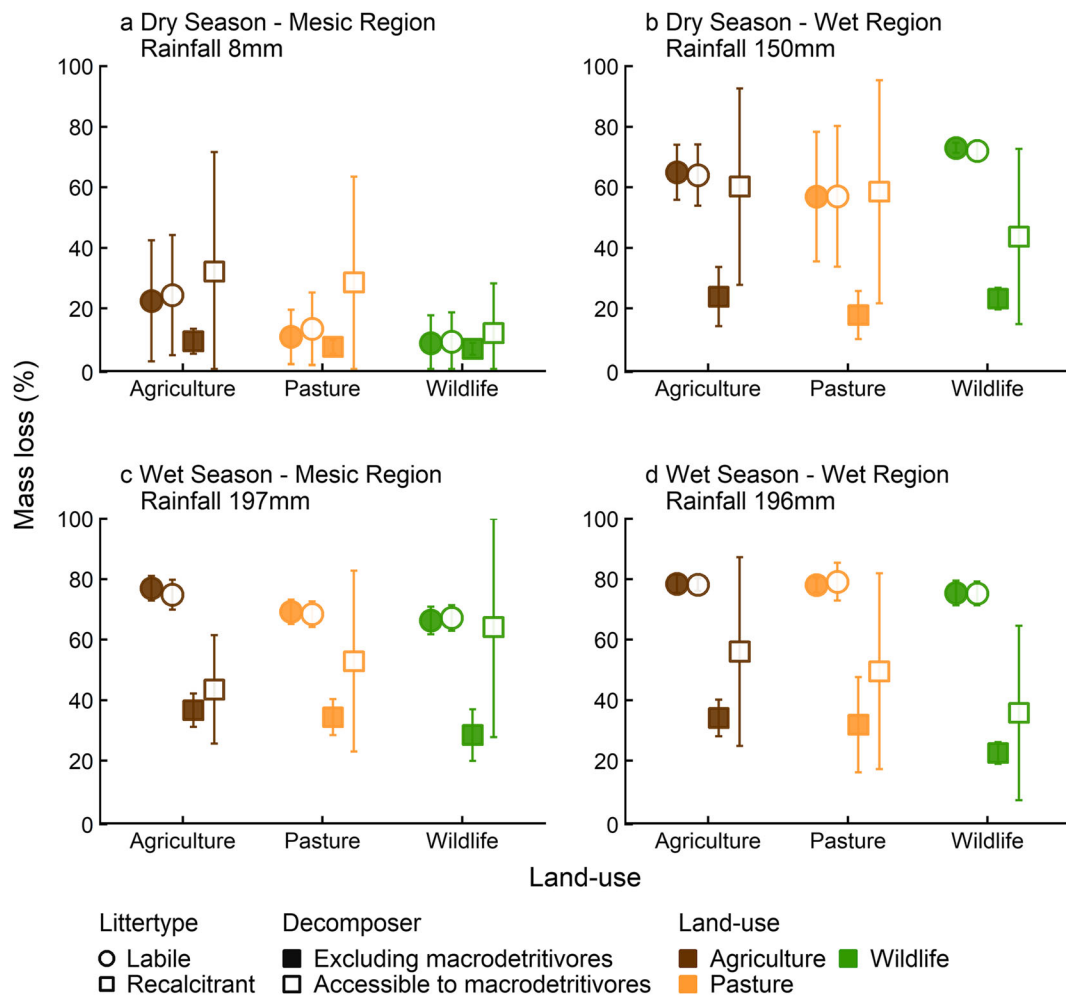 a Dry Season - Mesic Region
Rainfall 8mm
b Dry Season - Wet Region
Rainfall 150mm
Mass loss (%)
100
80
60
40
20
0
Agriculture
Pasture
Wildlife
100
80
60
40
20
0
Agriculture
Pasture
Wildlife
c Wet Season - Mesic Region
Rainfall 197mm
d Wet Season - Wet Region
Rainfall 196mm
100
80
60
40
20
0
Agriculture
Pasture
Wildlife
100
80
60
40
20
0
Agriculture
Pasture
Wildlife
Land-use
Littertype
Labile
Recalcitrant
Decomposer
Excluding macrodetritivores
Accessible to macrodetritivores
Land-use
Agriculture
Wildlife
Pasture